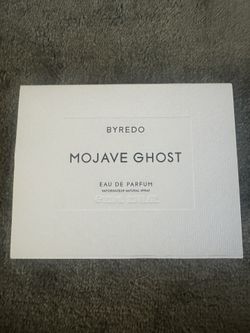 BYREDO
MOJAVE GHOST
EAU DE PARFUM
VAPORISATEUR NATURAL SPRAY